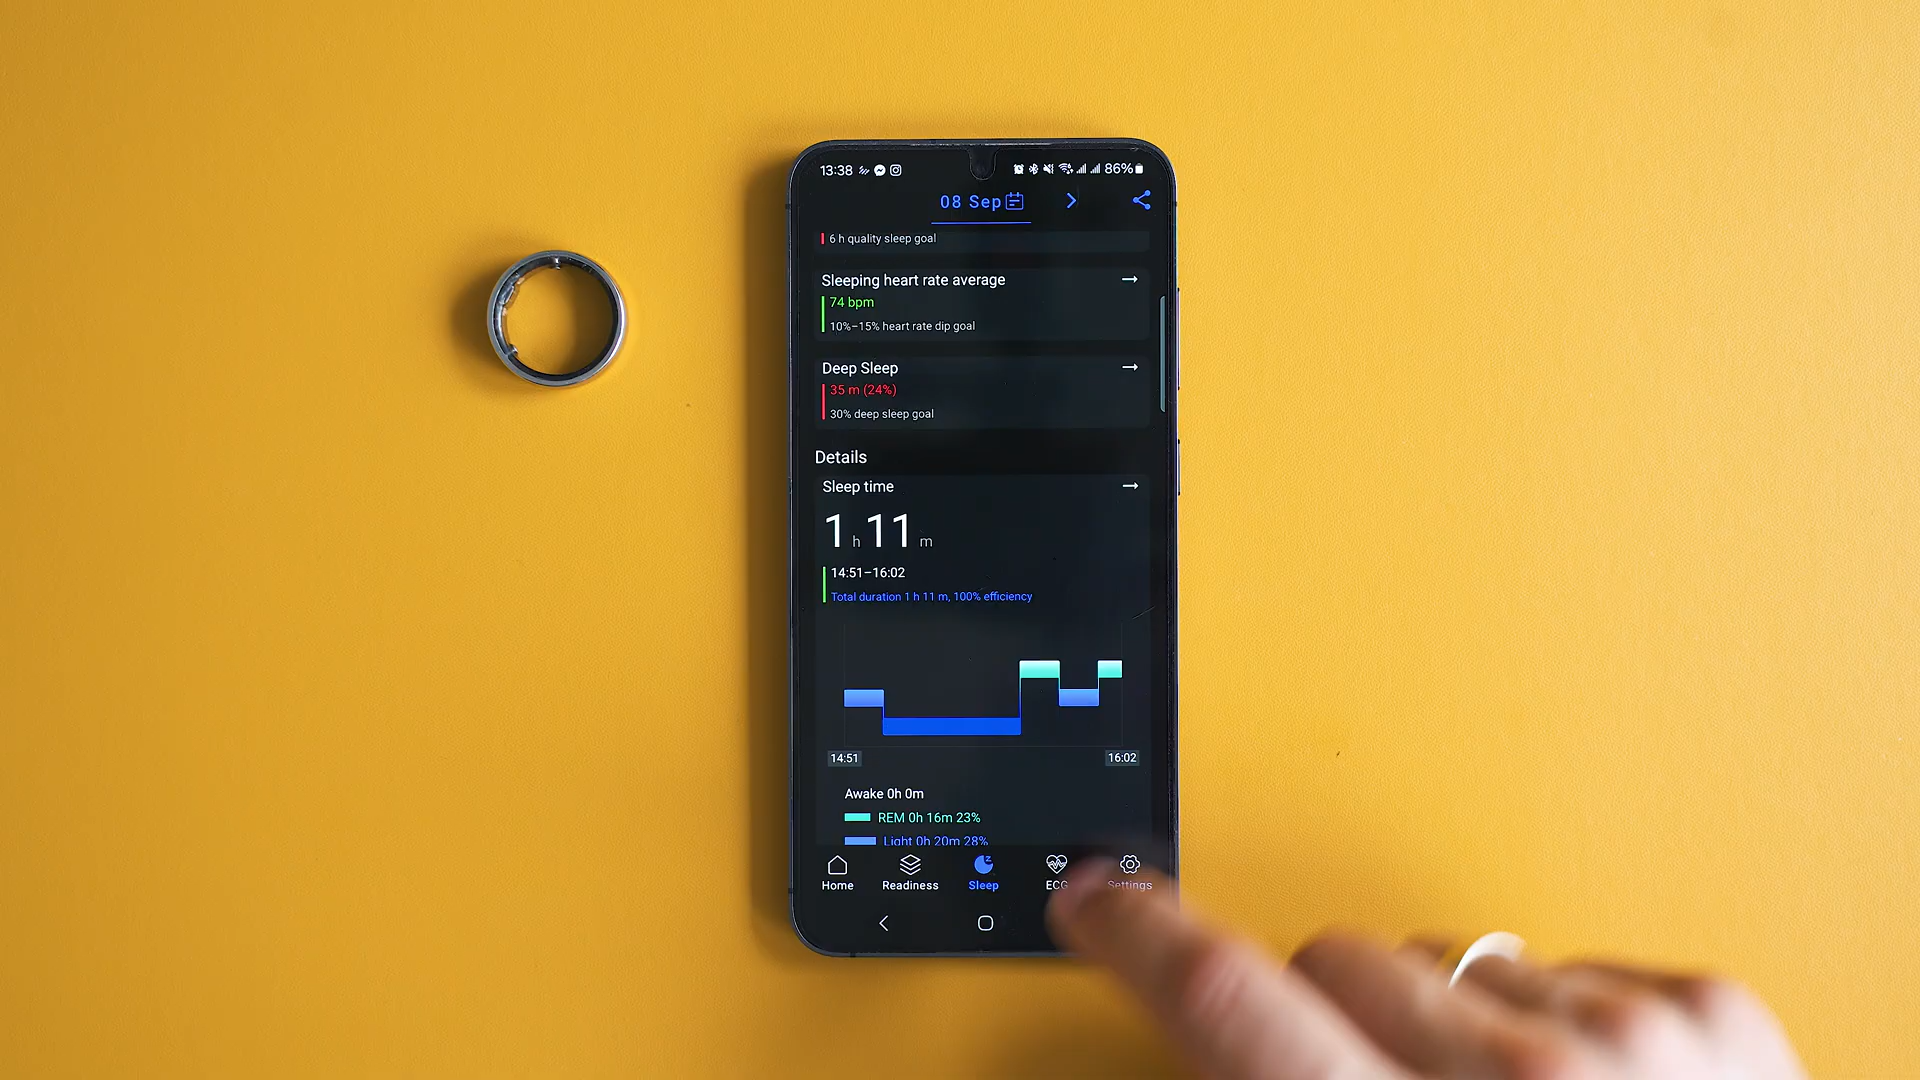 13:38 86%
08 Sep
6 h quality sleep goal
Sleeping heart rate average
74 bpm
10%–15% heart rate dip goal
Deep Sleep
35 m (24%)
30% deep sleep goal
Details
Sleep time
1 h 11 m
14:51–16:02
Total duration 1 h 11 m, 100% efficiency
14:51 16:02
Awake 0h 0m
REM 0h 16m 23%
Light 0h 20m 28%
Home Readiness Sleep ECG Settings